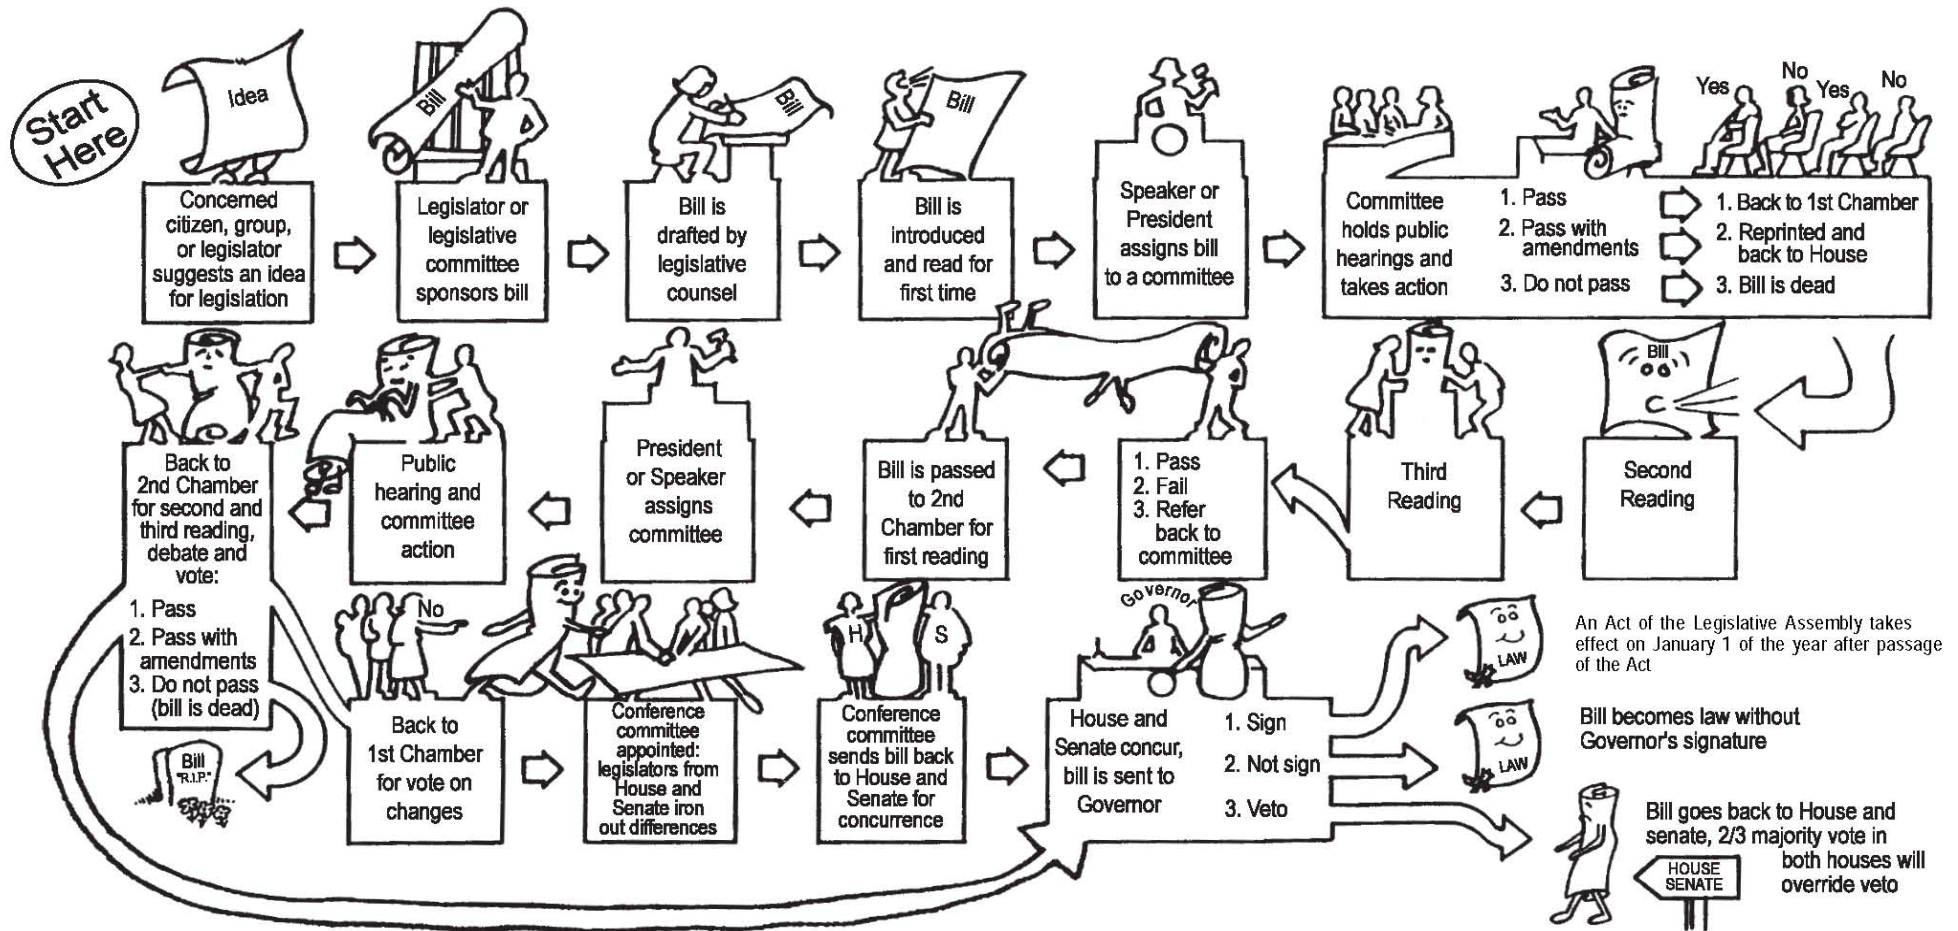 Start
Here
Idea
Concerned
citizen, group,
or legislator
suggests an idea
for legislation
Bill
Legislator or
legislative
committee
sponsors bill
Bill
Bill is
drafted by
legislative
counsel
Bill
Bill is
introduced
and read for
first time
Speaker or
President
assigns bill
to a committee
Committee
holds public
hearings and
takes action
1. Pass
2. Pass with
amendments
3. Do not pass
Yes
No
Yes
No
1. Back to 1st Chamber
2. Reprinted and
back to House
3. Bill is dead
Bill
Second
Reading
Third
Reading
1. Pass
2. Fail
3. Refer
back to
committee
Bill is passed
to 2nd
Chamber for
first reading
President
or Speaker
assigns
committee
Public
hearing and
committee
action
Back to
2nd Chamber
for second and
third reading,
debate and
vote:
1. Pass
2. Pass with
amendments
3. Do not pass
(bill is dead)
Bill
"R.I.P."
No
Back to
1st Chamber
for vote on
changes
Conference
committee
appointed:
legislators from
House and
Senate iron
out differences
H
S
Conference
committee
sends bill back
to House and
Senate for
concurrence
Governor
House and
Senate concur,
bill is sent to
Governor
1. Sign
2. Not sign
3. Veto
LAW
An Act of the Legislative Assembly takes
effect on January 1 of the year after passage
of the Act
LAW
Bill becomes law without
Governor's signature
Bill goes back to House and
senate, 2/3 majority vote in
both houses will
override veto
HOUSE
SENATE